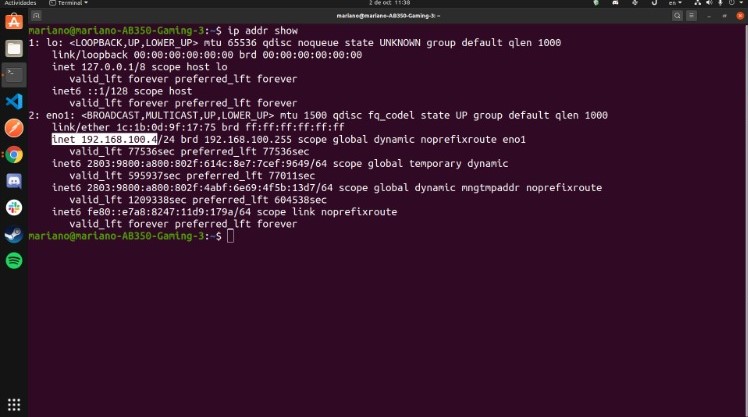 Actividades
Terminal
2 de oct 11:38
en
mariano@mariano-AB350-Gaming-3: ~
mariano@mariano-AB350-Gaming-3:~$ ip addr show
1: lo: <LOOPBACK,UP,LOWER_UP> mtu 65536 qdisc noqueue state UNKNOWN group default qlen 1000
link/loopback 00:00:00:00:00:00 brd 00:00:00:00:00:00
inet 127.0.0.1/8 scope host lo
valid_lft forever preferred_lft forever
inet6 ::1/128 scope host
valid_lft forever preferred_lft forever
2: eno1: <BROADCAST,MULTICAST,UP,LOWER_UP> mtu 1500 qdisc fq_codel state UP group default qlen 1000
link/ether 1c:1b:0d:9f:17:75 brd ff:ff:ff:ff:ff:ff
inet 192.168.100.4/24 brd 192.168.100.255 scope global dynamic noprefixroute eno1
valid_lft 77536sec preferred_lft 77536sec
inet6 2803:9800:a800:802f:614c:8e7:7cef:9649/64 scope global temporary dynamic
valid_lft 595937sec preferred_lft 77011sec
inet6 2803:9800:a800:802f:4abf:6e69:4f5b:13d7/64 scope global dynamic mngtmpaddr noprefixroute
valid_lft 1209338sec preferred_lft 604538sec
inet6 fe80::e7a8:8247:11d9:179a/64 scope link noprefixroute
valid_lft forever preferred_lft forever
mariano@mariano-AB350-Gaming-3:~$